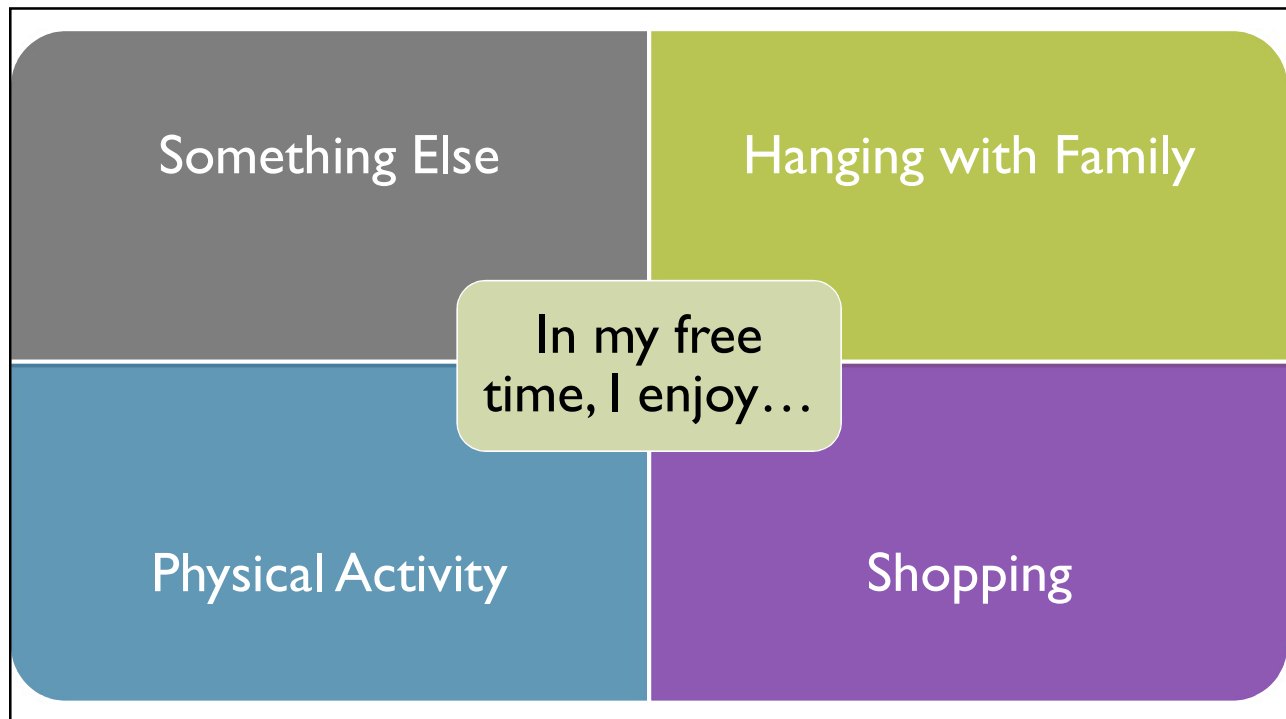 Something Else
Hanging with Family
In my free
time, I enjoy…
Physical Activity
Shopping